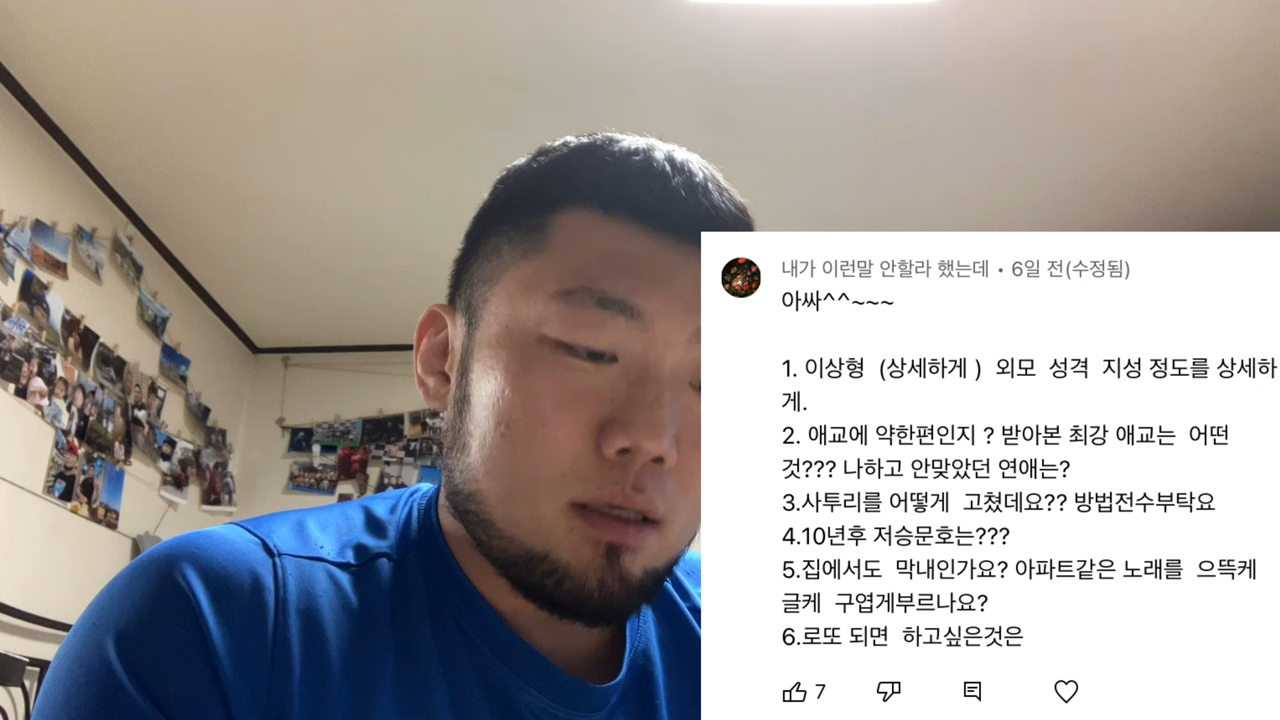 내가 이런말 안할라 했는데 • 6일 전(수정됨)
아싸^^~~~
1. 이상형 (상세하게 ) 외모 성격 지성 정도를 상세하
게.
2. 애교에 약한편인지 ? 받아본 최강 애교는 어떤
것??? 나하고 안맞았던 연애는?
3.사투리를 어떻게 고쳤데요?? 방법전수부탁요
4.10년후 저승문호는???
5.집에서도 막내인가요? 아파트같은 노래를 으뜩케
글케 구엽게부르나요?
6.로또 되면 하고싶은것은
7